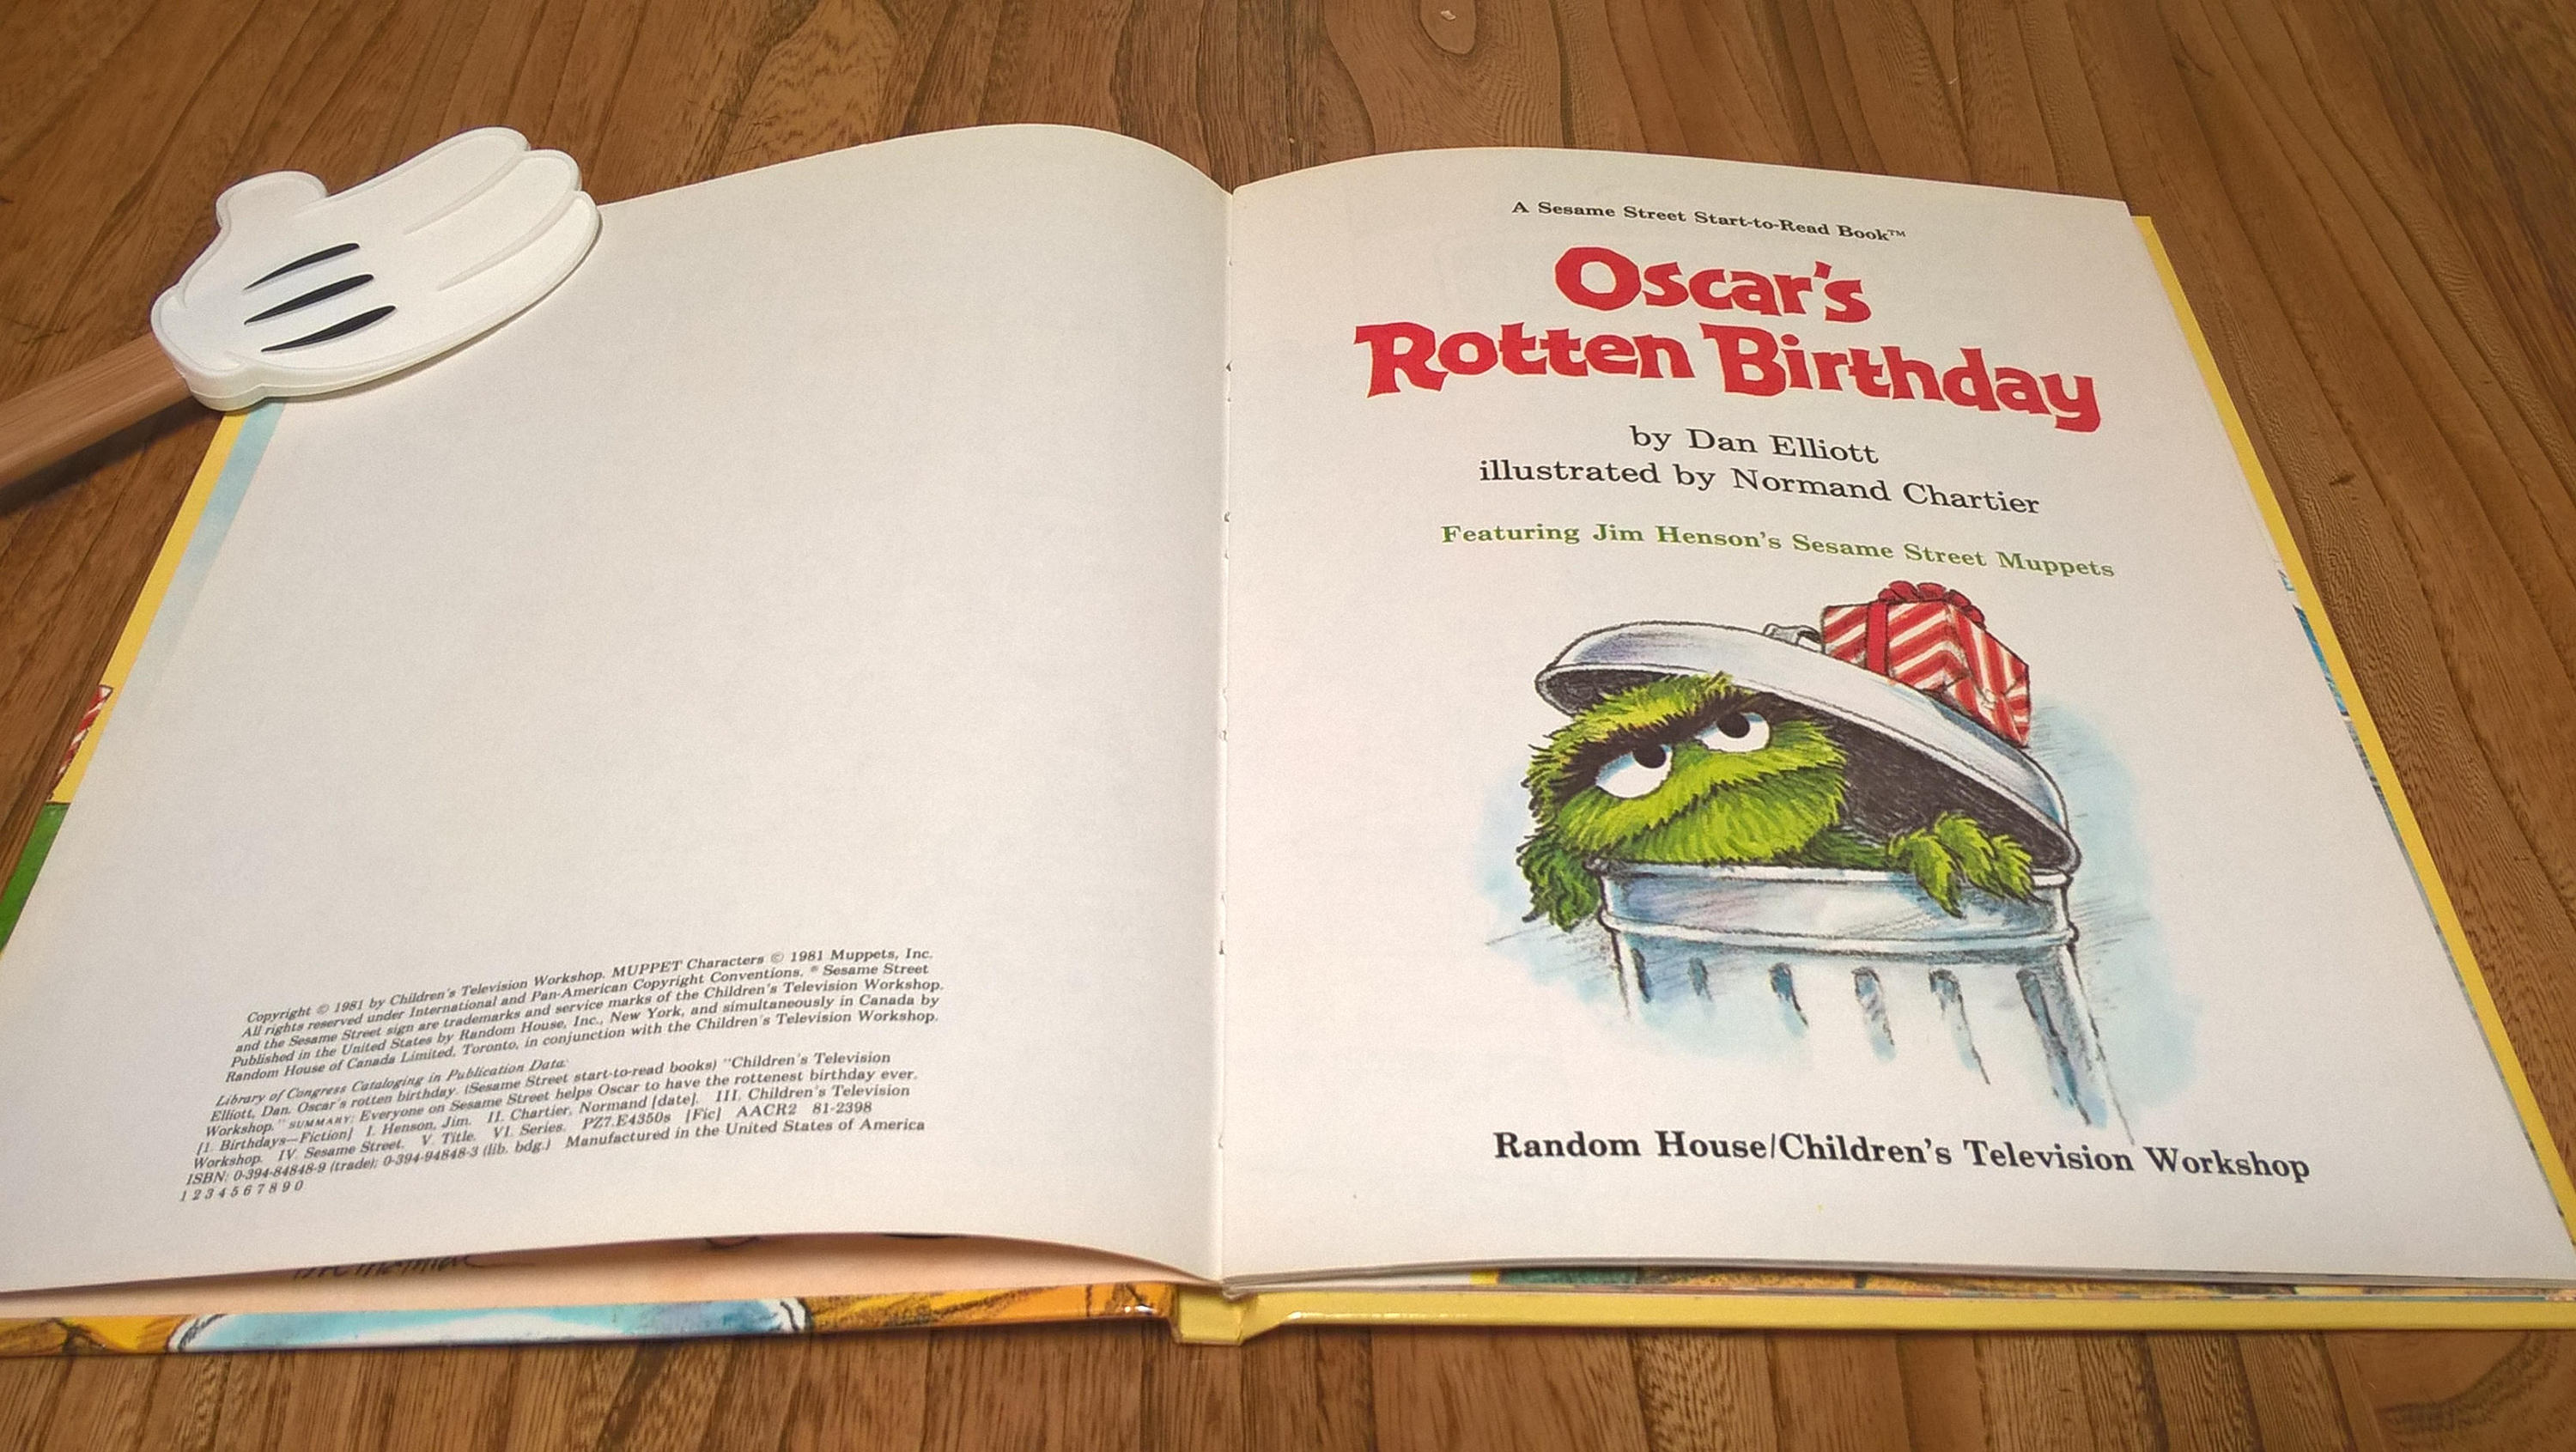 Copyright © 1981 by Children's Television Workshop. MUPPET Characters © 1981 Muppets, Inc.
All rights reserved under International and Pan-American Copyright Conventions. ® Sesame Street
and the Sesame Street sign are trademarks and service marks of the Children's Television Workshop.
Published in the United States by Random House, Inc., New York, and simultaneously in Canada by
Random House of Canada Limited, Toronto, in conjunction with the Children's Television Workshop.
Library of Congress Cataloging in Publication Data:
Elliott, Dan. Oscar's rotten birthday. (Sesame Street start-to-read books) "Children's Television
Workshop." SUMMARY: Everyone on Sesame Street helps Oscar to have the rottenest birthday ever.
[1. Birthdays—Fiction] I. Henson, Jim. II. Chartier, Normand [date]. III. Children's Television
Workshop. IV. Sesame Street. V. Title. VI. Series. PZ7.E4350s [Fic] AACR2 81-2398
ISBN: 0-394-84848-9 (trade); 0-394-94848-3 (lib. bdg.) Manufactured in the United States of America
1 2 3 4 5 6 7 8 9 0
A Sesame Street Start-to-Read Book™
Oscar's
Rotten Birthday
by Dan Elliott
illustrated by Normand Chartier
Featuring Jim Henson's Sesame Street Muppets
Random House/Children's Television Workshop